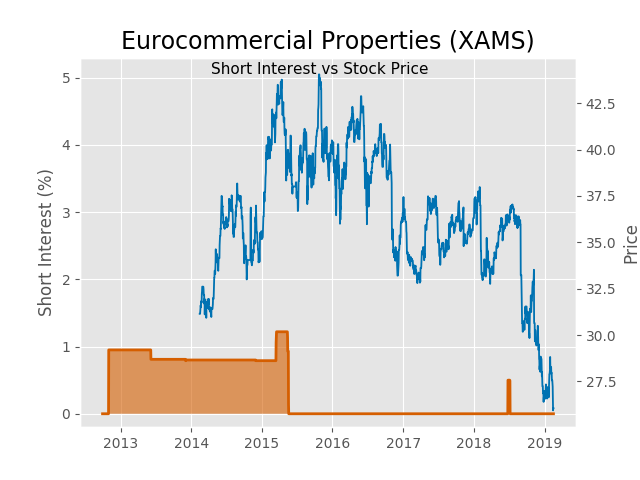 Eurocommercial Properties (XAMS)
Short Interest vs Stock Price
5
4
3
2
1
0
Short Interest (%)
42.5
40.0
37.5
35.0
32.5
30.0
27.5
Price
2013 2014 2015 2016 2017 2018 2019